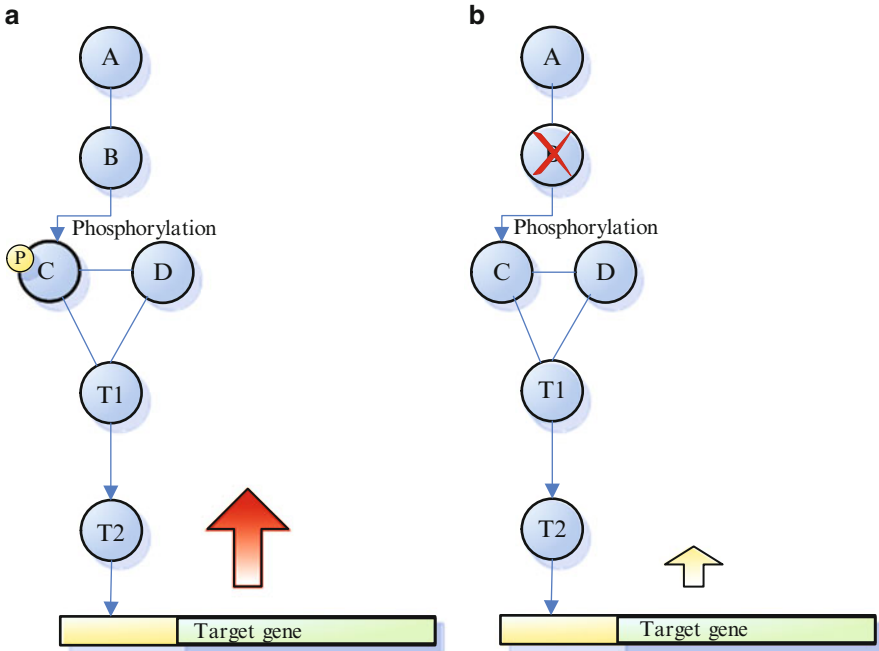 a
A
B
Phosphorylation
P
C
D
T1
T2
Target gene
b
A
Phosphorylation
C
D
T1
T2
Target gene